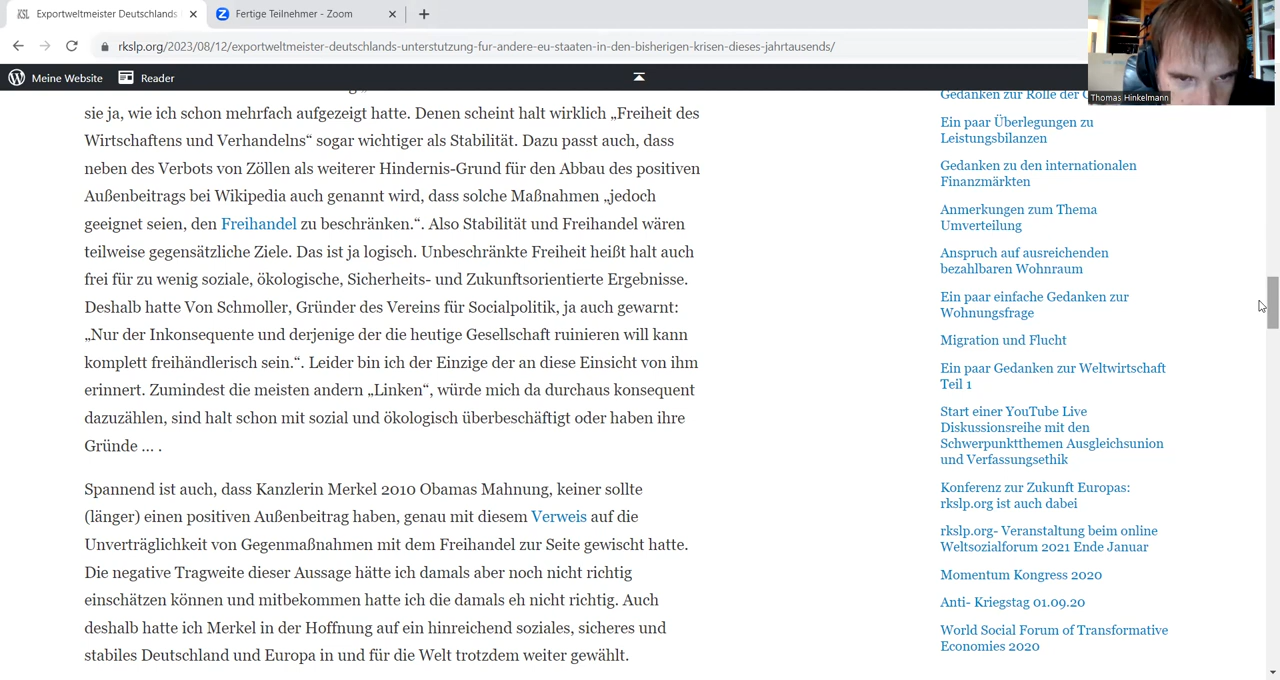 Exportweltmeister Deutschlands
Fertige Teilnehmer - Zoom
rkslp.org/2023/08/12/exportweltmeister-deutschlands-unterstutzung-fur-andere-eu-staaten-in-den-bisherigen-krisen-dieses-jahrtausends/
Meine Website
Reader
Thomas Hinkelmann
sie ja, wie ich schon mehrfach aufgezeigt hatte. Denen scheint halt wirklich „Freiheit des
Wirtschaftens und Verhandelns“ sogar wichtiger als Stabilität. Dazu passt auch, dass
neben des Verbots von Zöllen als weiterer Hindernis-Grund für den Abbau des positiven
Außenbeitrags bei Wikipedia auch genannt wird, dass solche Maßnahmen „jedoch
geeignet seien, den Freihandel zu beschränken.“. Also Stabilität und Freihandel wären
teilweise gegensätzliche Ziele. Das ist ja logisch. Unbeschränkte Freiheit heißt halt auch
frei für zu wenig soziale, ökologische, Sicherheits- und Zukunftsorientierte Ergebnisse.
Deshalb hatte Von Schmoller, Gründer des Vereins für Socialpolitik, ja auch gewarnt:
„Nur der Inkonsequente und derjenige der die heutige Gesellschaft ruinieren will kann
komplett freihändlerisch sein.“. Leider bin ich der Einzige der an diese Einsicht von ihm
erinnert. Zumindest die meisten andern „Linken“, würde mich da durchaus konsequent
dazuzählen, sind halt schon mit sozial und ökologisch überbeschäftigt oder haben ihre
Gründe … .
Spannend ist auch, dass Kanzlerin Merkel 2010 Obamas Mahnung, keiner sollte
(länger) einen positiven Außenbeitrag haben, genau mit diesem Verweis auf die
Unverträglichkeit von Gegenmaßnahmen mit dem Freihandel zur Seite gewischt hatte.
Die negative Tragweite dieser Aussage hätte ich damals aber noch nicht richtig
einschätzen können und mitbekommen hatte ich die damals eh nicht richtig. Auch
deshalb hatte ich Merkel in der Hoffnung auf ein hinreichend soziales, sicheres und
stabiles Deutschland und Europa in und für die Welt trotzdem weiter gewählt.
Gedanken zur Rolle der
Ein paar Überlegungen zu
Leistungsbilanzen
Gedanken zu den internationalen
Finanzmärkten
Anmerkungen zum Thema
Umverteilung
Anspruch auf ausreichenden
bezahlbaren Wohnraum
Ein paar einfache Gedanken zur
Wohnungsfrage
Migration und Flucht
Ein paar Gedanken zur Weltwirtschaft
Teil 1
Start einer YouTube Live
Diskussionsreihe mit den
Schwerpunktthemen Ausgleichsunion
und Verfassungsethik
Konferenz zur Zukunft Europas:
rkslp.org ist auch dabei
rkslp.org- Veranstaltung beim online
Weltsozialforum 2021 Ende Januar
Momentum Kongress 2020
Anti- Kriegstag 01.09.20
World Social Forum of Transformative
Economies 2020